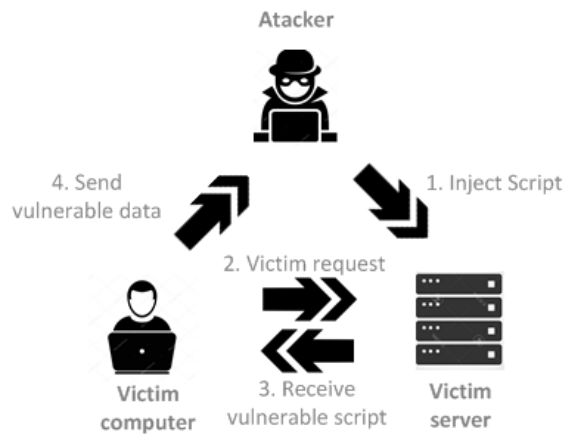 Atacker
4. Send
vulnerable data
1. Inject Script
2. Victim request
3. Receive
vulnerable script
Victim
computer
Victim
server